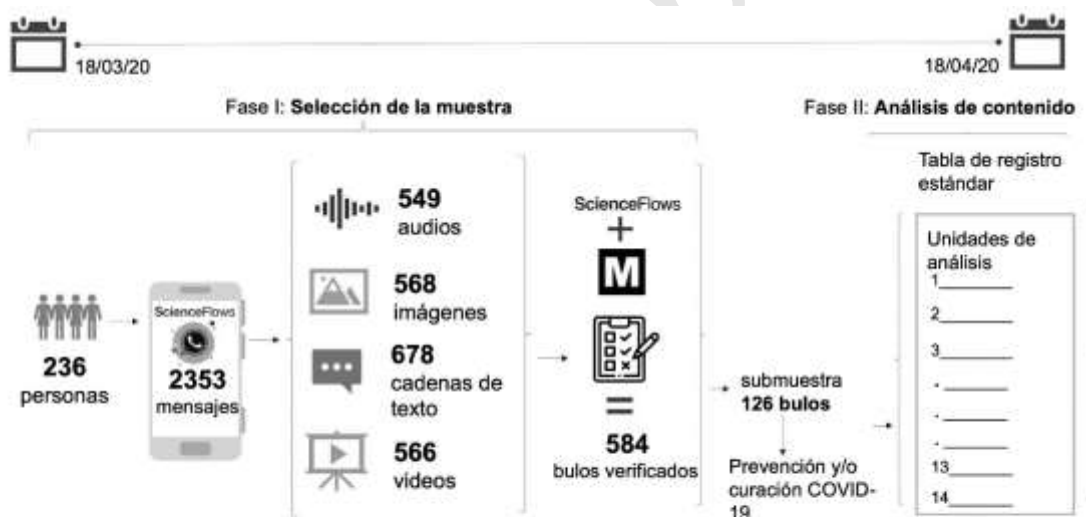 18/03/20
18/04/20
Fase I: Selección de la muestra
Fase II: Análisis de contenido
236
personas
ScienceFlows
2353
mensajes
549
audios
568
imágenes
678
cadenas de
texto
566
vídeos
ScienceFlows
+
M
=
584
bulos verificados
submuestra
126 bulos
Prevención y/o
curación COVID-
19
Tabla de registro
estándar
Unidades de
análisis
1
2
3
.
.
.
13
14